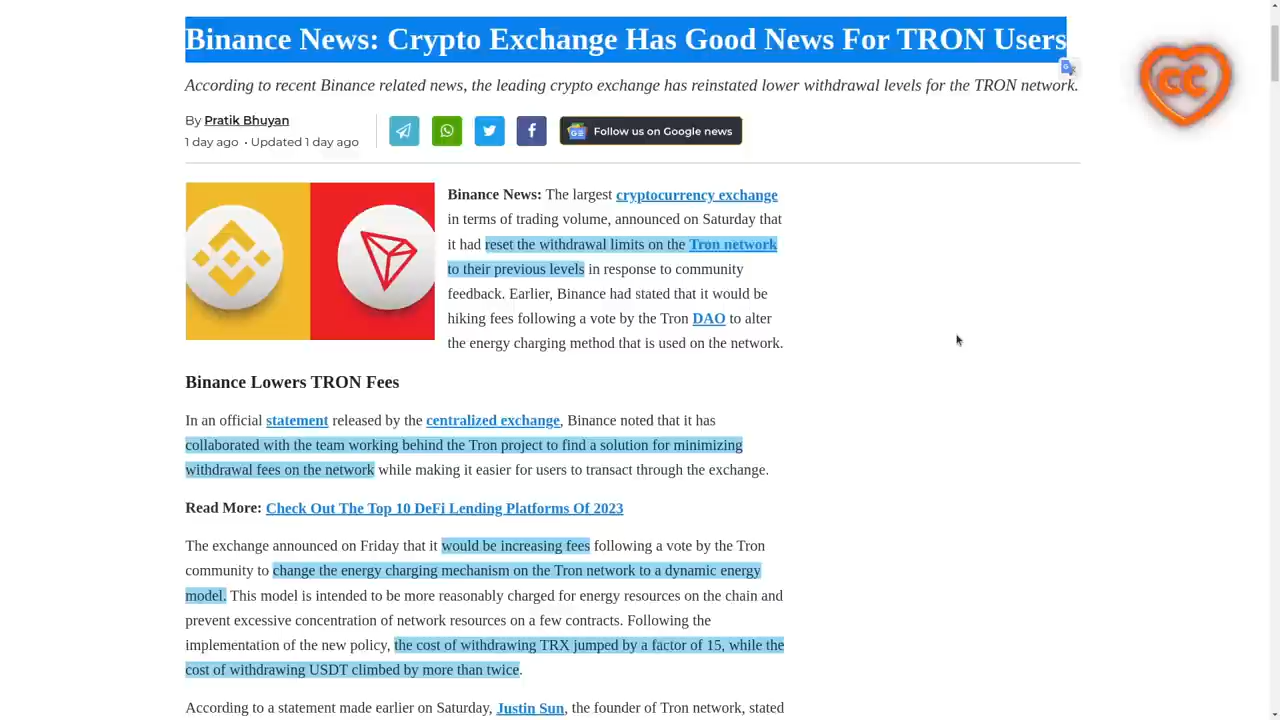 Binance News: Crypto Exchange Has Good News For TRON Users
According to recent Binance related news, the leading crypto exchange has reinstated lower withdrawal levels for the TRON network.
By Pratik Bhuyan
1 day ago • Updated 1 day ago
Follow us on Google news
CC
Binance News: The largest cryptocurrency exchange
in terms of trading volume, announced on Saturday that
it had reset the withdrawal limits on the Tron network
to their previous levels in response to community
feedback. Earlier, Binance had stated that it would be
hiking fees following a vote by the Tron DAO to alter
the energy charging method that is used on the network.
Binance Lowers TRON Fees
In an official statement released by the centralized exchange, Binance noted that it has
collaborated with the team working behind the Tron project to find a solution for minimizing
withdrawal fees on the network while making it easier for users to transact through the exchange.
Read More: Check Out The Top 10 DeFi Lending Platforms Of 2023
The exchange announced on Friday that it would be increasing fees following a vote by the Tron
community to change the energy charging mechanism on the Tron network to a dynamic energy
model. This model is intended to be more reasonably charged for energy resources on the chain and
prevent excessive concentration of network resources on a few contracts. Following the
implementation of the new policy, the cost of withdrawing TRX jumped by a factor of 15, while the
cost of withdrawing USDT climbed by more than twice.
According to a statement made earlier on Saturday, Justin Sun, the founder of Tron network, stated